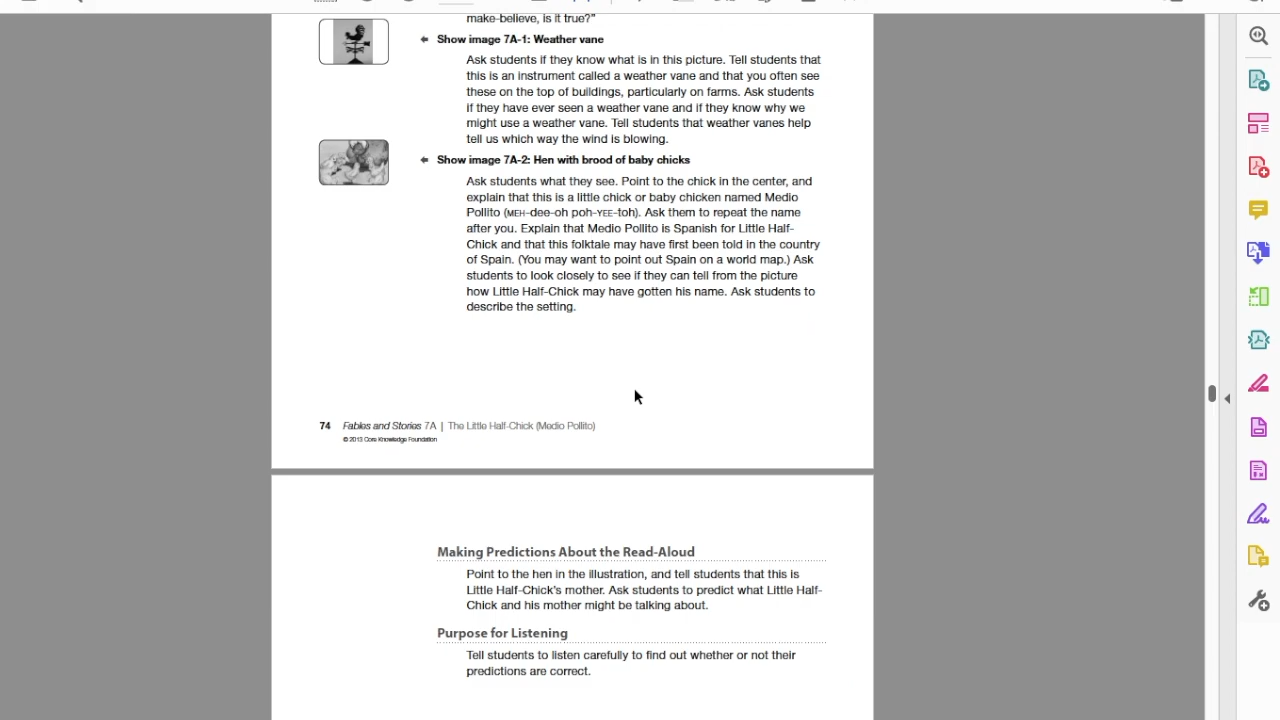 make-believe, is it true?"
Show image 7A-1: Weather vane
Ask students if they know what is in this picture. Tell students that
this is an instrument called a weather vane and that you often see
these on the top of buildings, particularly on farms. Ask students
if they have ever seen a weather vane and if they know why we
might use a weather vane. Tell students that weather vanes help
tell us which way the wind is blowing.
Show image 7A-2: Hen with brood of baby chicks
Ask students what they see. Point to the chick in the center, and
explain that this is a little chick or baby chicken named Medio
Pollito (MEH-dee-oh poh-YEE-toh). Ask them to repeat the name
after you. Explain that Medio Pollito is Spanish for Little Half-
Chick and that this folktale may have first been told in the country
of Spain. (You may want to point out Spain on a world map.) Ask
students to look closely to see if they can tell from the picture
how Little Half-Chick may have gotten his name. Ask students to
describe the setting.
74 Fables and Stories 7A | The Little Half-Chick (Medio Pollito)
© 2013 Core Knowledge Foundation
Making Predictions About the Read-Aloud
Point to the hen in the illustration, and tell students that this is
Little Half-Chick's mother. Ask students to predict what Little Half-
Chick and his mother might be talking about.
Purpose for Listening
Tell students to listen carefully to find out whether or not their
predictions are correct.